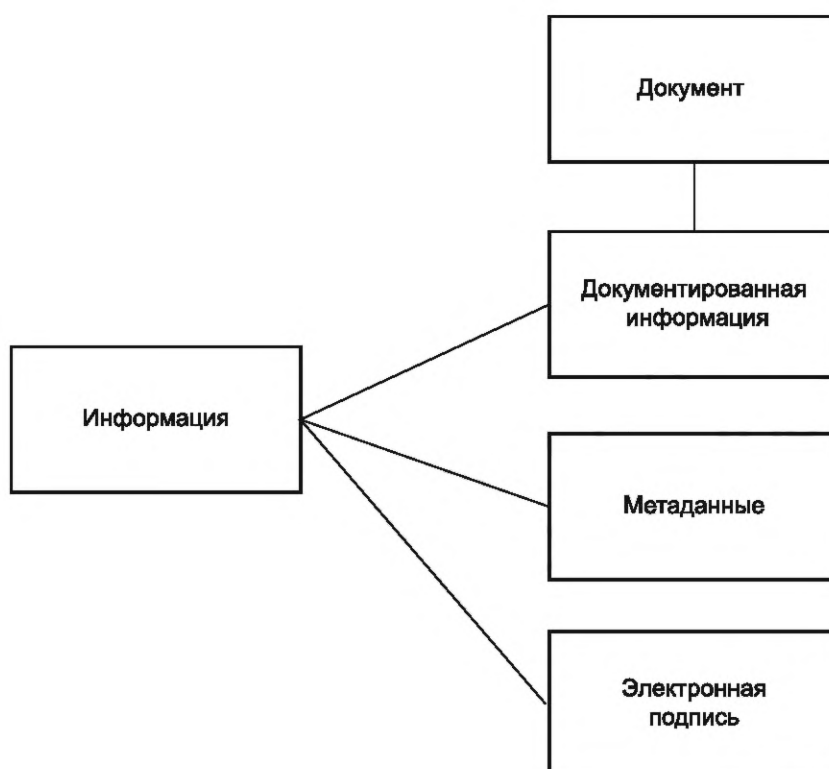 Документ
Документированная
информация
Информация
Метаданные
Электронная
подпись